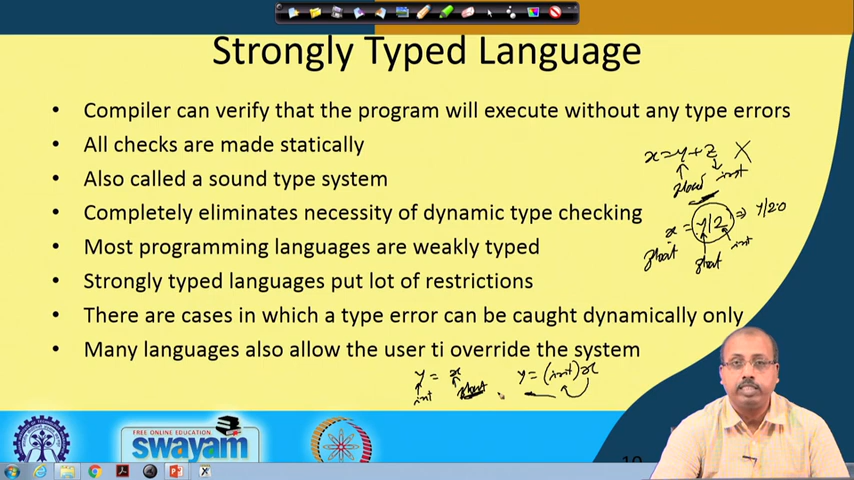 Strongly Typed Language
• Compiler can verify that the program will execute without any type errors
• All checks are made statically
• Also called a sound type system
• Completely eliminates necessity of dynamic type checking
• Most programming languages are weakly typed
• Strongly typed languages put lot of restrictions
• There are cases in which a type error can be caught dynamically only
• Many languages also allow the user ti override the system
x = y + z X
float int
x = y/2 => y/2.0
float float int
y = x y = (int)x
int float
FREE ONLINE EDUCATION
swayam